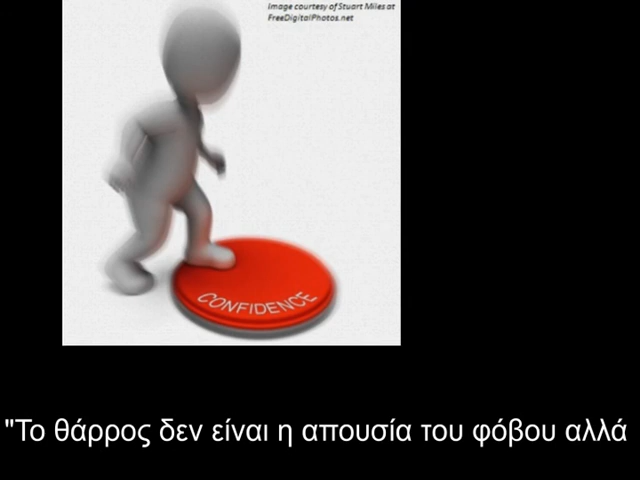 Image courtesy of Stuart Miles at
FreeDigitalPhotos.net
CONFIDENCE
"Το θάρρος δεν είναι η απουσία του φόβου αλλά